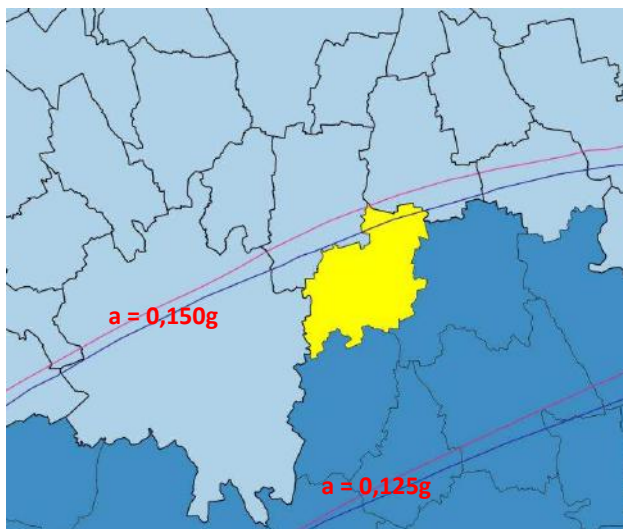 a = 0,150g
a = 0,125g